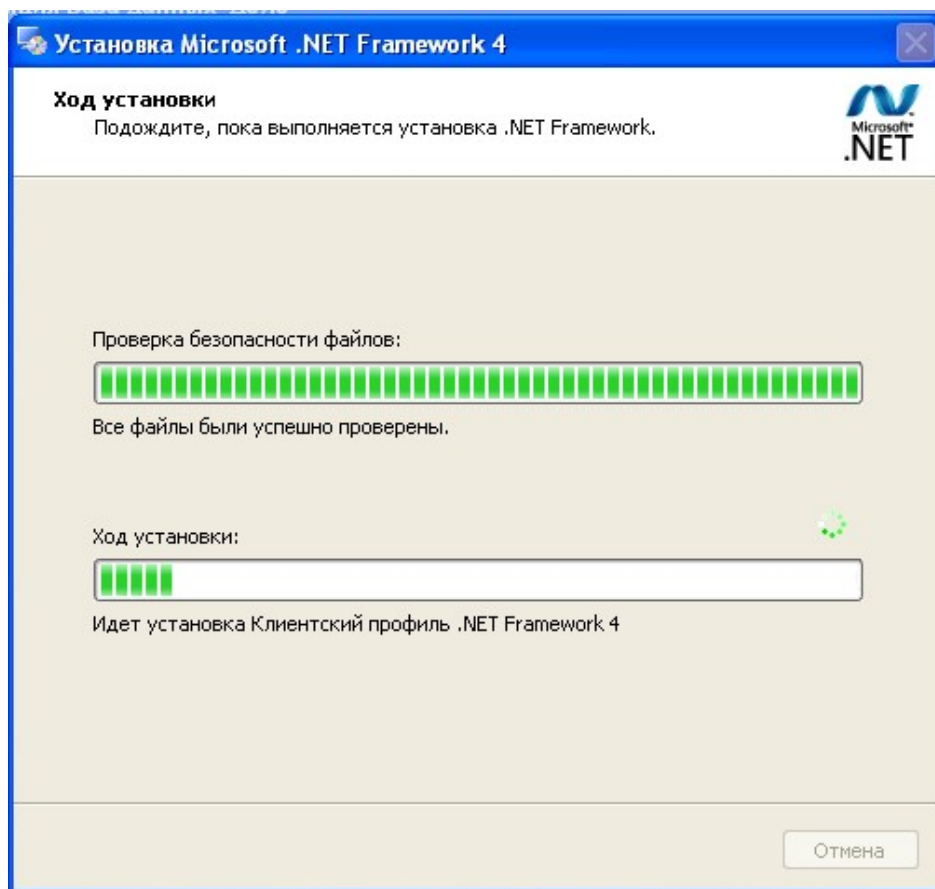 Установка Microsoft .NET Framework 4
Ход установки
Подождите, пока выполняется установка .NET Framework.
Microsoft
.NET
Проверка безопасности файлов:
Все файлы были успешно проверены.
Ход установки:
Идет установка Клиентский профиль .NET Framework 4
Отмена